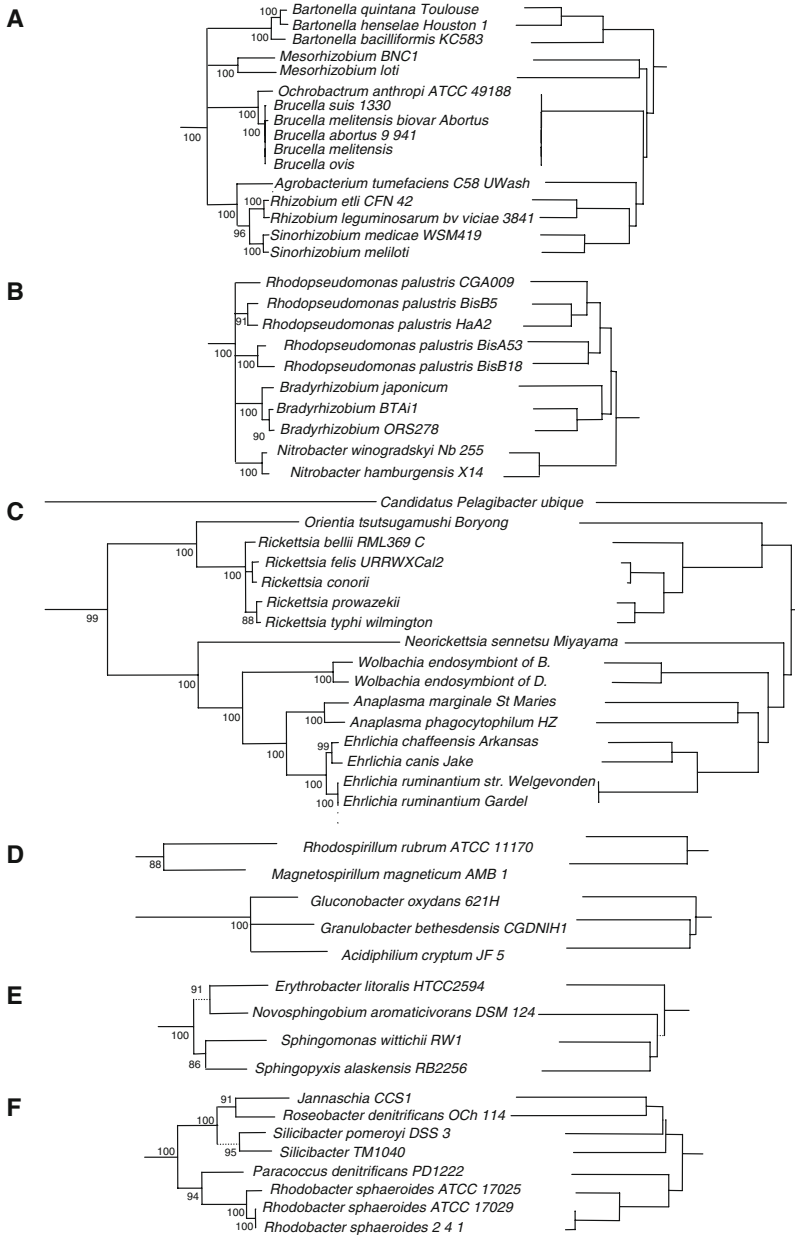 A
100
Bartonella quintana Toulouse
Bartonella henselae Houston 1
100
Bartonella bacilliformis KC583
Mesorhizobium BNC1
100
Mesorhizobium loti
Ochrobactrum anthropi ATCC 49188
Brucella suis 1330
100
Brucella melitensis biovar Abortus
100
100
Brucella abortus 9 941
Brucella melitensis
Brucella ovis
Agrobacterium tumefaciens C58 UWash
100
Rhizobium etli CFN 42
100
Rhizobium leguminosarum bv viciae 3841
96
Sinorhizobium medicae WSM419
100
Sinorhizobium meliloti
B
Rhodopseudomonas palustris CGA009
Rhodopseudomonas palustris BisB5
91
Rhodopseudomonas palustris HaA2
100
Rhodopseudomonas palustris BisA53
100
Rhodopseudomonas palustris BisB18
Bradyrhizobium japonicum
100
Bradyrhizobium BTAi1
90
Bradyrhizobium ORS278
Nitrobacter winogradskyi Nb 255
100
Nitrobacter hamburgensis X14
C
Candidatus Pelagibacter ubique
Orientia tsutsugamushi Boryong
100
Rickettsia bellii RML369 C
Rickettsia felis URRWXCal2
100
Rickettsia conorii
Rickettsia prowazekii
99
88
Rickettsia typhi wilmington
Neorickettsia sennetsu Miyayama
Wolbachia endosymbiont of B.
100
100
Wolbachia endosymbiont of D.
Anaplasma marginale St Maries
100
100
Anaplasma phagocytophilum HZ
99
Ehrlichia chaffeensis Arkansas
100
Ehrlichia canis Jake
100
Ehrlichia ruminantium str. Welgevonden
100
Ehrlichia ruminantium Gardel
D
Rhodospirillum rubrum ATCC 11170
88
Magnetospirillum magneticum AMB 1
Gluconobacter oxydans 621H
100
Granulobacter bethesdensis CGDNIH1
Acidiphilium cryptum JF 5
E
91
Erythrobacter litoralis HTCC2594
Novosphingobium aromaticivorans DSM 124
100
Sphingomonas wittichii RW1
86
Sphingopyxis alaskensis RB2256
F
91
Jannaschia CCS1
Roseobacter denitrificans OCh 114
100
Silicibacter pomeroyi DSS 3
100
95
Silicibacter TM1040
Paracoccus denitrificans PD1222
94
Rhodobacter sphaeroides ATCC 17025
100
Rhodobacter sphaeroides ATCC 17029
100
Rhodobacter sphaeroides 2 4 1